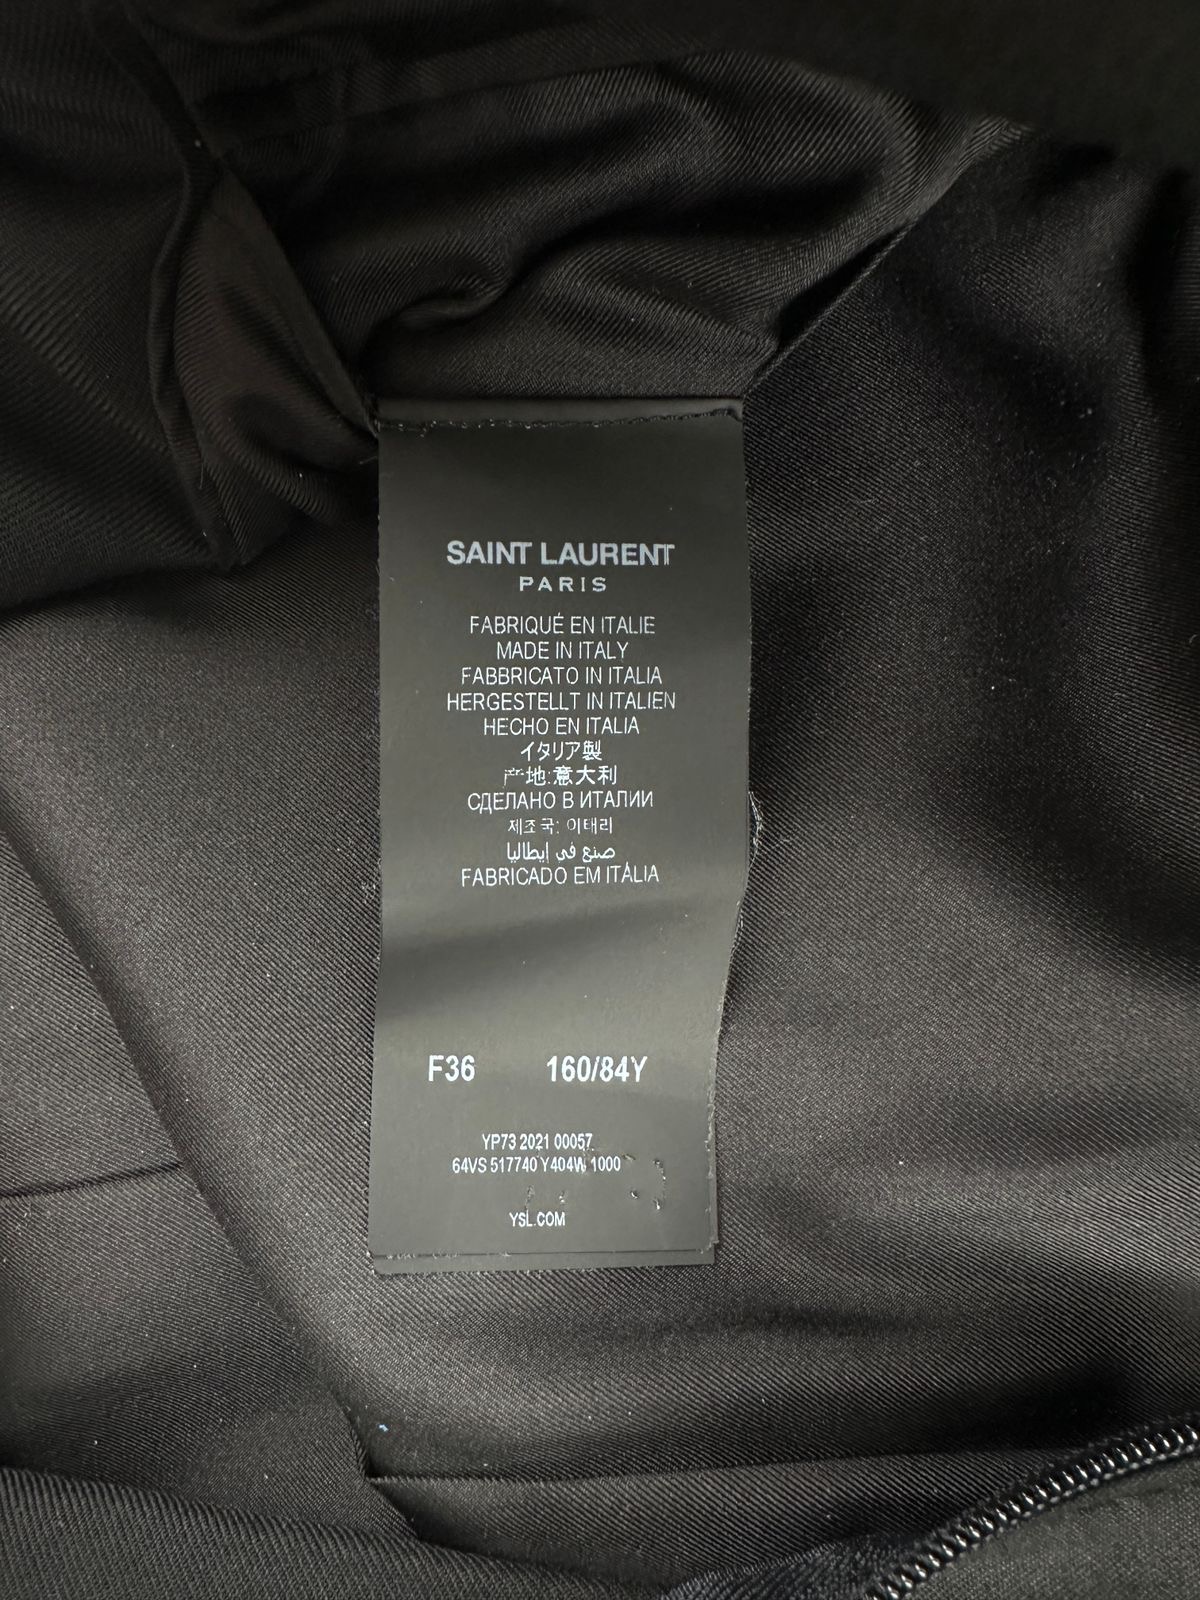 SAINT LAURENT
PARIS
FABRIQUÉ EN ITALIE
MADE IN ITALY
FABBRICATO IN ITALIA
HERGESTELLT IN ITALIEN
HECHO EN ITALIA
イタリア製
产地:意大利
СДЕЛАНО В ИТАЛИИ
제조국: 이태리
صنع في إيطاليا
FABRICADO EM ITÁLIA
F36 160/84Y
YP73 2021 00057
64VS 517740 Y404W 1000
YSL.COM